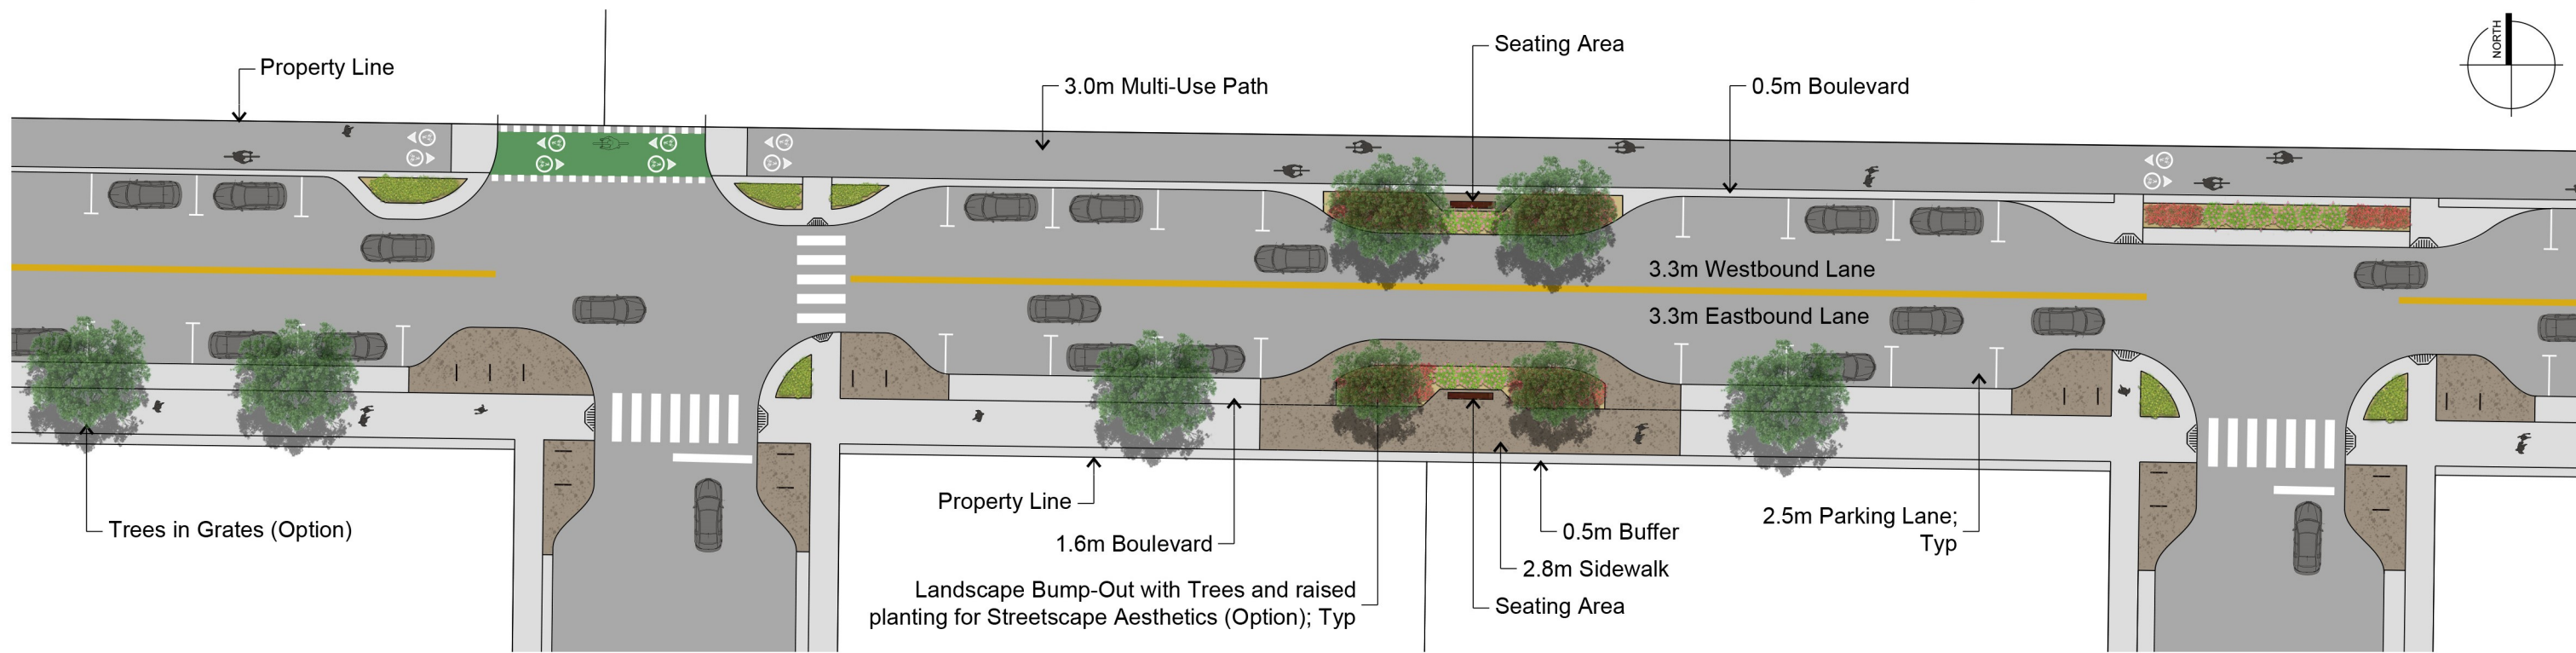 Seating Area
NORTH
Property Line
3.0m Multi-Use Path
0.5m Boulevard
3.3m Westbound Lane
3.3m Eastbound Lane
Property Line
Trees in Grates (Option)
1.6m Boulevard
0.5m Buffer
2.5m Parking Lane;
Typ
2.8m Sidewalk
Landscape Bump-Out with Trees and raised
planting for Streetscape Aesthetics (Option); Typ
Seating Area